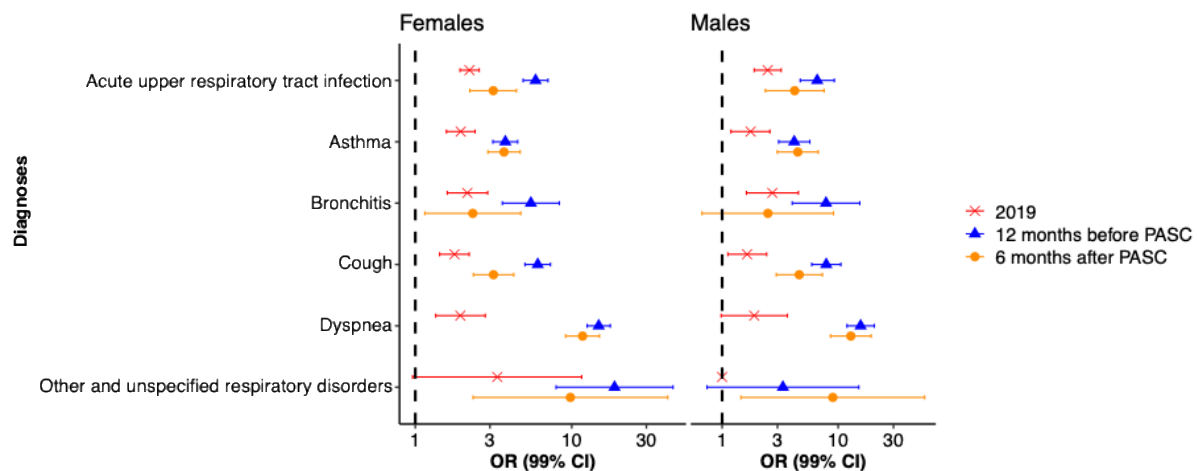 Females
Males
Diagnoses
Acute upper respiratory tract infection
Asthma
Bronchitis
Cough
Dyspnea
Other and unspecified respiratory disorders
2019
12 months before PASC
6 months after PASC
1 3 10 30
1 3 10 30
OR (99% CI)
OR (99% CI)